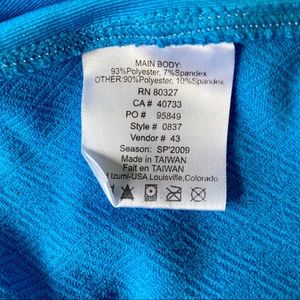 MAIN BODY:
93%Polyester, 7%Spandex
OTHER:90%Polyester, 10%Spandex
RN 80327
CA# 40733
PO# 95849
Style # 0837
Vendor # 43
Season: SP'2009
Made in TAIWAN
Fait en TAIWAN
Izumi-USA Louisville,Colorado